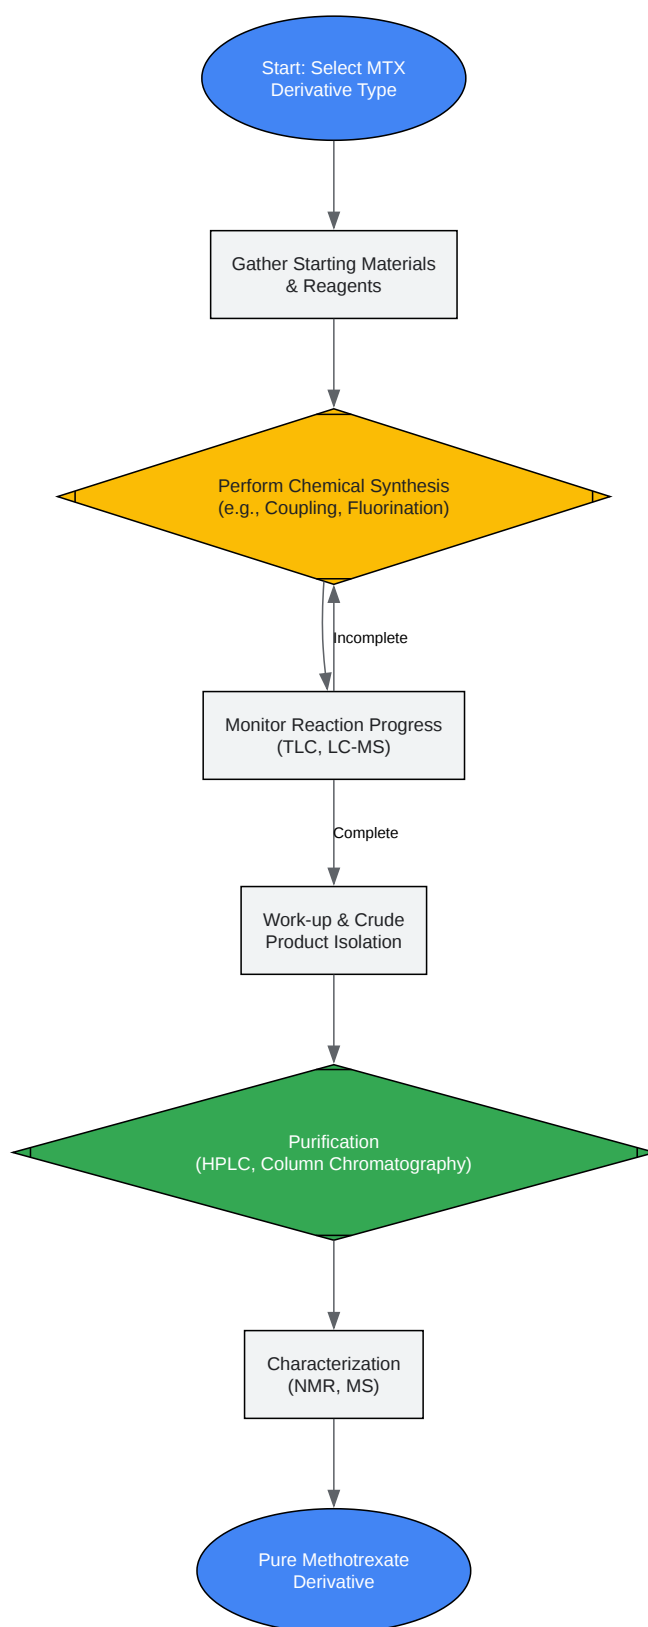 Start: Select MTX
Derivative Type
Gather Starting Materials
& Reagents
Perform Chemical Synthesis
(e.g., Coupling, Fluorination)
Incomplete
Monitor Reaction Progress
(TLC, LC-MS)
Complete
Work-up & Crude
Product Isolation
Purification
(HPLC, Column Chromatography)
Characterization
(NMR, MS)
Pure Methotrexate
Derivative